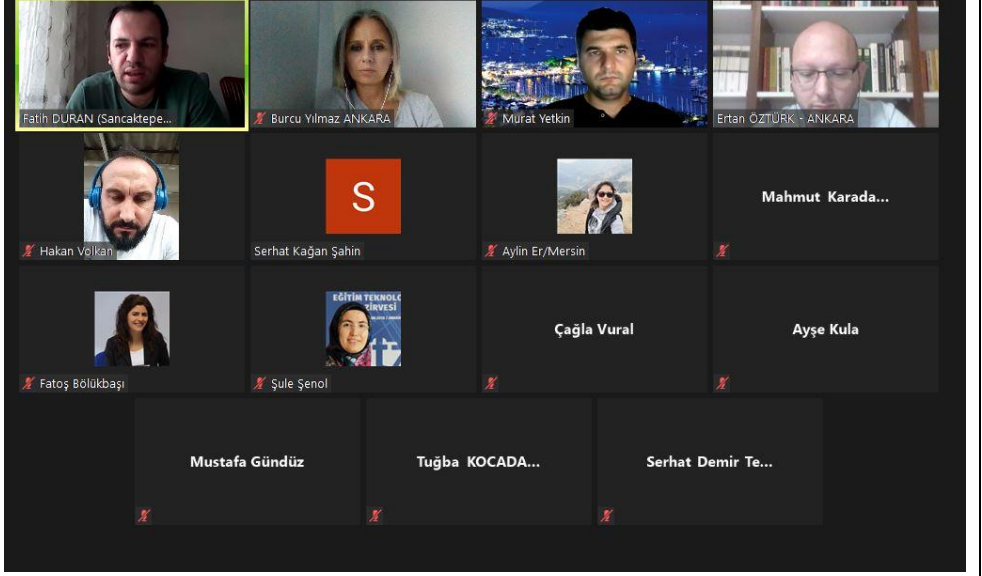 Fatih DURAN (Sancaktepe...
Burcu Yılmaz ANKARA
Murat Yetkin
Ertan ÖZTÜRK - ANKARA
Hakan Volkan
S
Serhat Kağan Şahin
Aylin Er/Mersin
Mahmut Karada...
Fatoş Bölükbaşı
EĞİTİM TEKNOLO
ZİRVESİ
Şule Şenol
Çağla Vural
Ayşe Kula
Mustafa Gündüz
Tuğba KOCADA...
Serhat Demir Te...